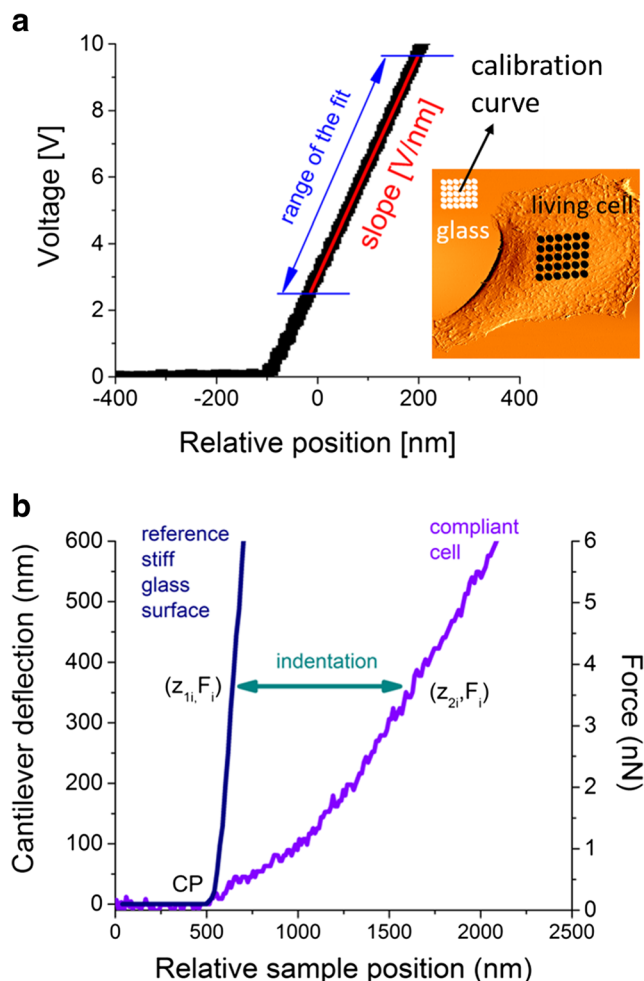 a
10
8
6
4
2
0
Voltage [V]
-400
-200
0
200
400
Relative position [nm]
range of the fit
slope [V/nm]
calibration
curve
living cell
glass
b
reference
stiff
glass
surface
compliant
cell
600
500
400
300
200
100
0
Cantilever deflection (nm)
indentation
(z1i,Fi)
(z2i,Fi)
CP
6
5
4
3
2
1
0
Force (nN)
0
500
1000
1500
2000
2500
Relative sample position (nm)